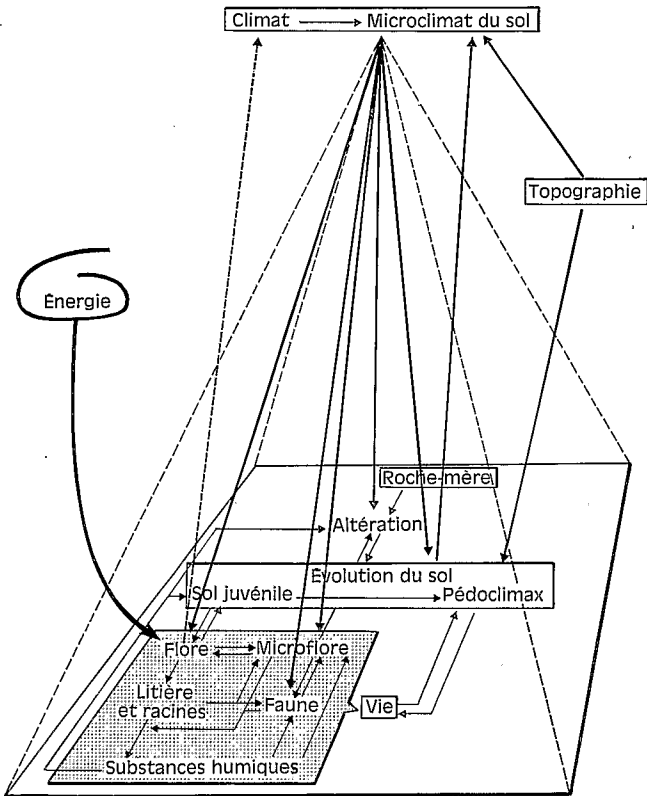 Climat Microclimat du sol
Topographie
Énergie
Roche-mère
Altération
Évolution du sol
Sol juvénile Pédoclimax
Flore Microflore
Litière
et racines
Faune
Vie
Substances humiques